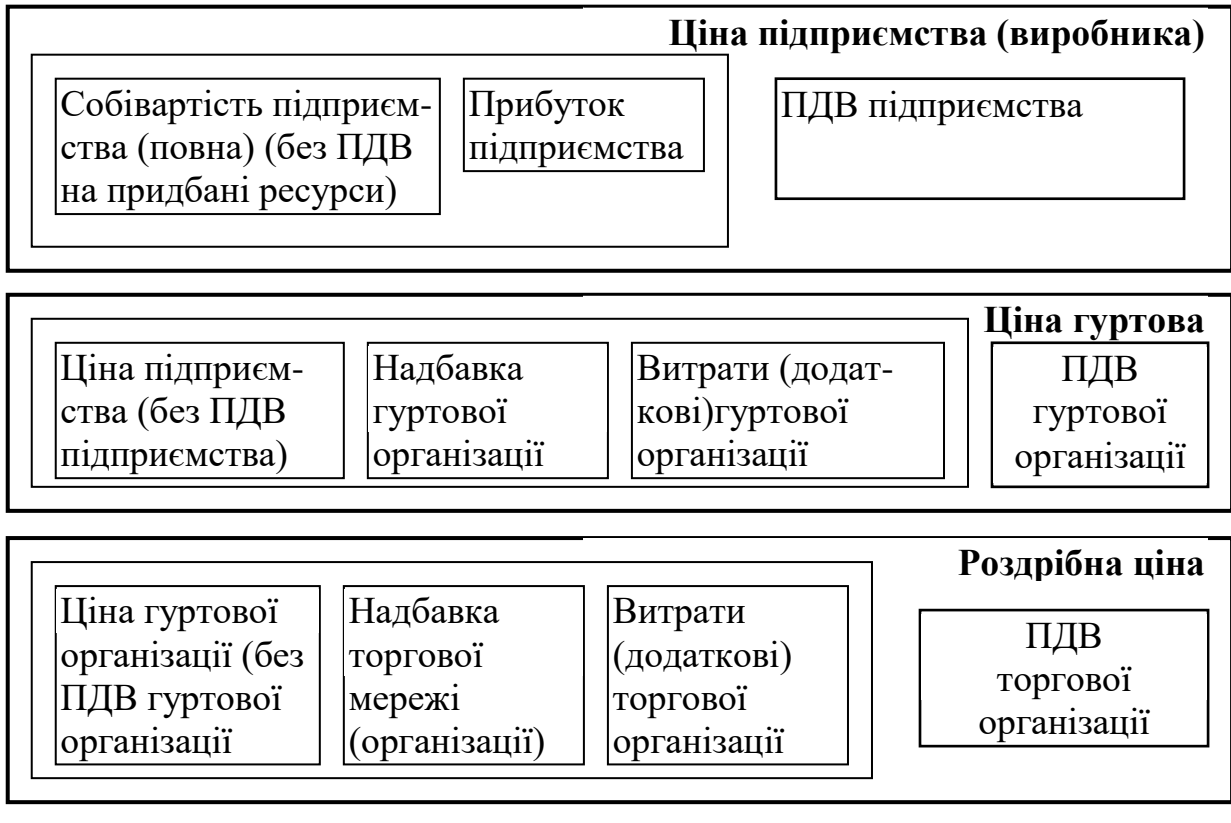 Ціна підприємства (виробника)
Собівартість підприєм-
ства (повна) (без ПДВ
на придбані ресурси)
Прибуток
підприємства
ПДВ підприємства
Ціна гуртова
Ціна підприєм-
ства (без ПДВ
підприємства)
Надбавка
гуртової
організації
Витрати (додат-
кові)гуртової
організації
ПДВ
гуртової
організації
Роздрібна ціна
Ціна гуртової
організації (без
ПДВ гуртової
організації
Надбавка
торгової
мережі
(організації)
Витрати
(додаткові)
торгової
організації
ПДВ
торгової
організації